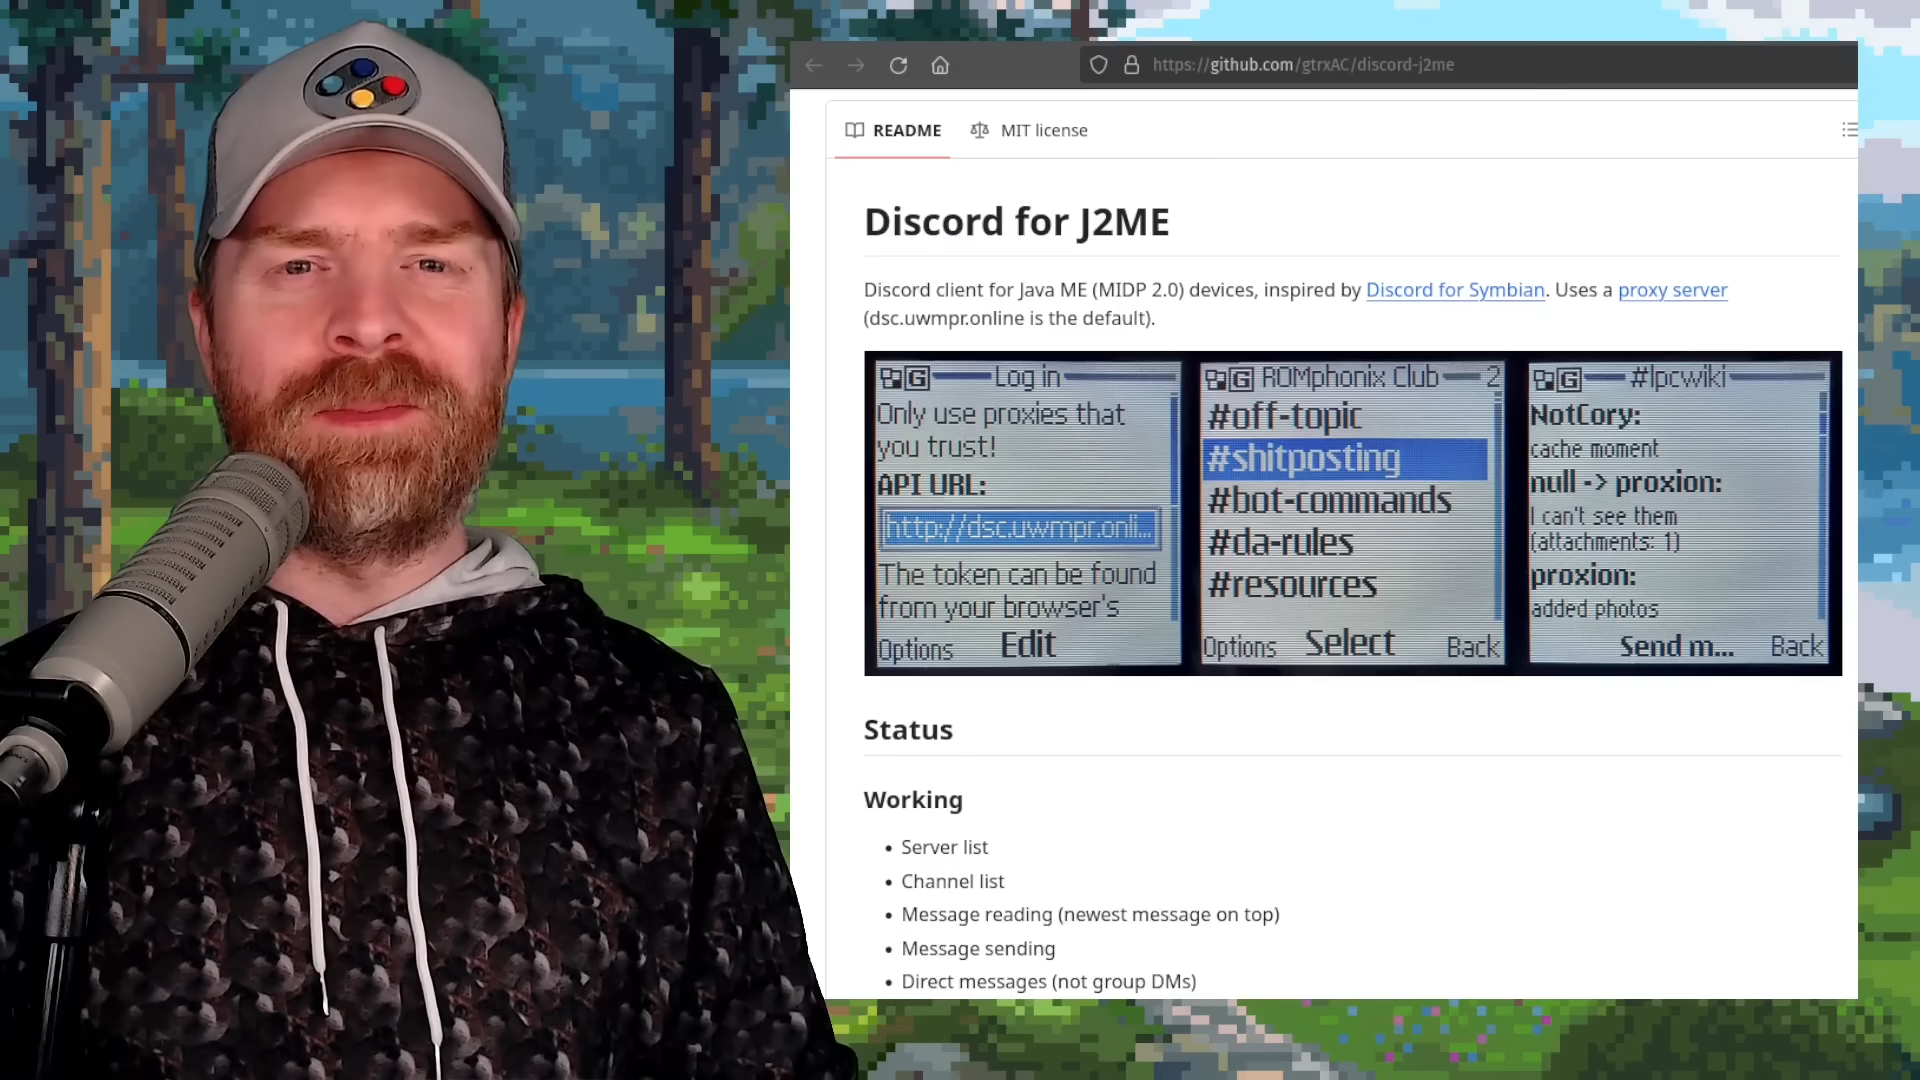 https://github.com/gtrxAC/discord-j2me
README
MIT license
Discord for J2ME
Discord client for Java ME (MIDP 2.0) devices, inspired by Discord for Symbian. Uses a proxy server
(dsc.uwmpr.online is the default).
Log in
Only use proxies that
you trust!
API URL:
http://dsc.uwmpr.onli...
The token can be found
from your browser's
Options
Edit
ROMphonix Club
2
#off-topic
#shitposting
#bot-commands
#da-rules
#resources
Options
Select
Back
#lpcwiki
NotCory:
cache moment
null -> proxion:
I can't see them
(attachments: 1)
proxion:
added photos
Send m...
Back
Status
Working
• Server list
• Channel list
• Message reading (newest message on top)
• Message sending
• Direct messages (not group DMs)